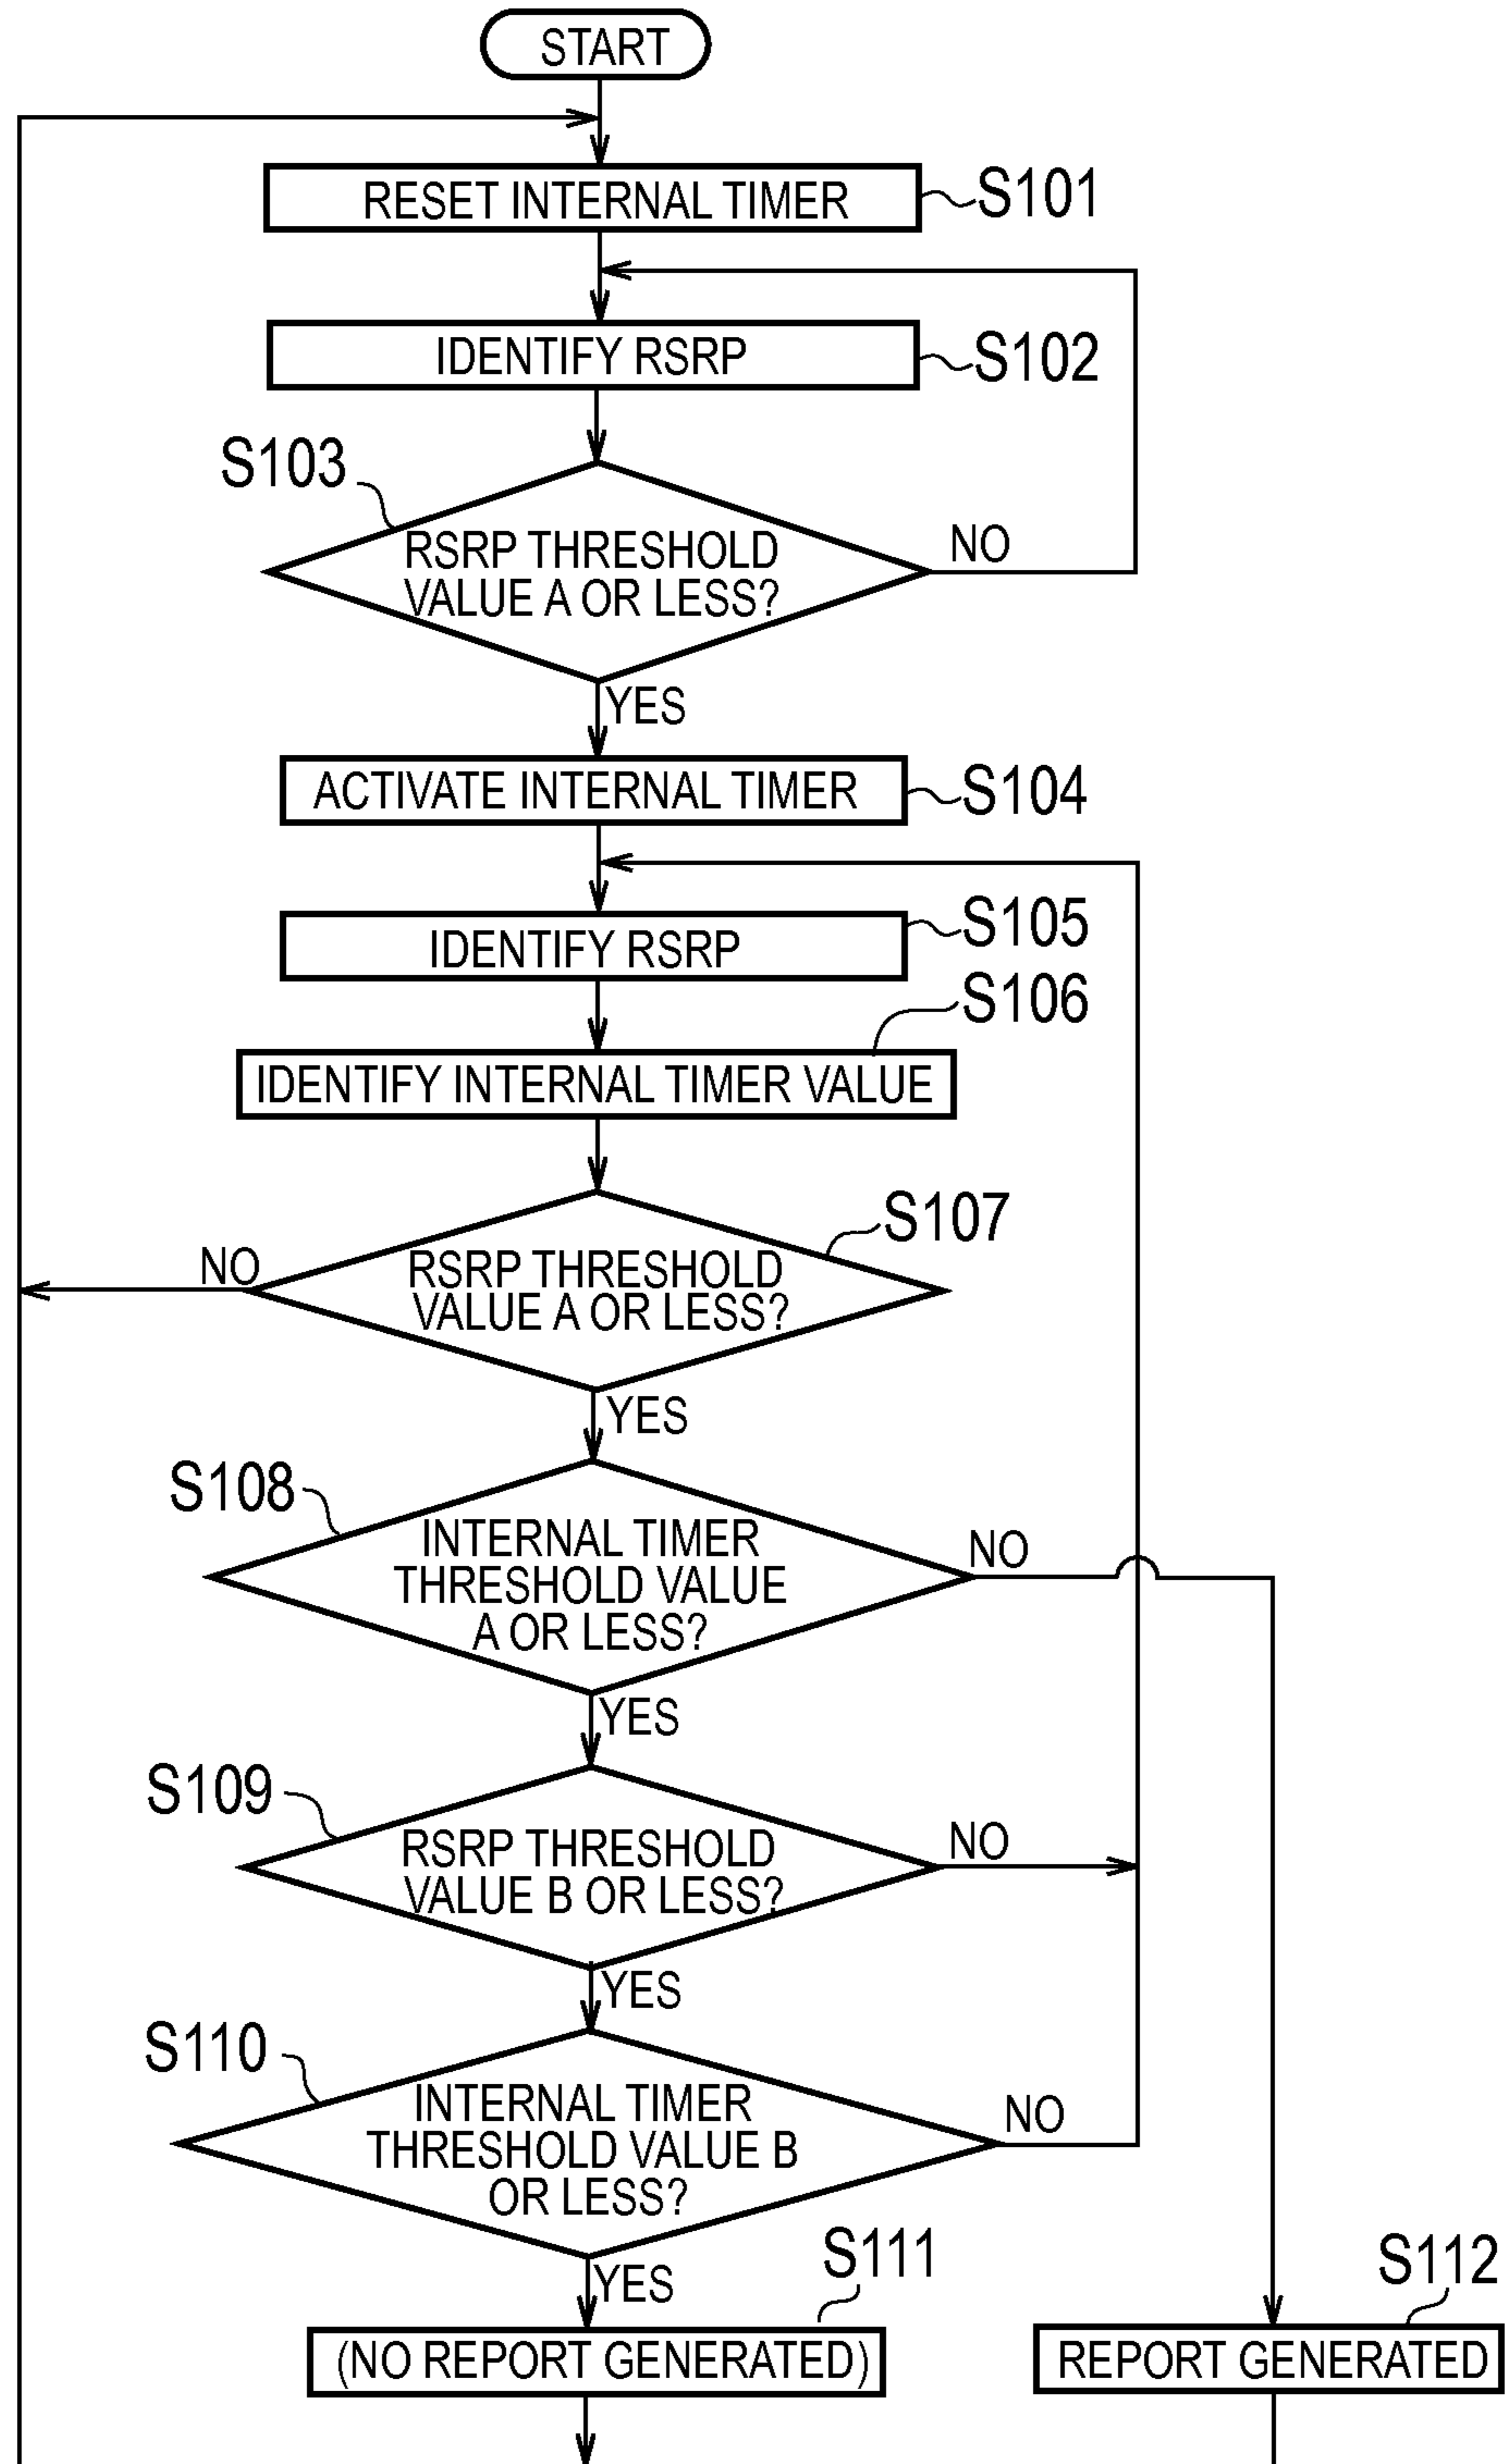 START
RESET INTERNAL TIMER
S101
IDENTIFY RSRP
S102
S103
RSRP THRESHOLD
VALUE A OR LESS?
NO
YES
ACTIVATE INTERNAL TIMER
S104
IDENTIFY RSRP
S105
S106
IDENTIFY INTERNAL TIMER VALUE
S107
NO
RSRP THRESHOLD
VALUE A OR LESS?
YES
S108
INTERNAL TIMER
THRESHOLD VALUE
A OR LESS?
NO
YES
S109
RSRP THRESHOLD
VALUE B OR LESS?
NO
YES
S110
INTERNAL TIMER
THRESHOLD VALUE B
OR LESS?
NO
YES
S111
(NO REPORT GENERATED)
S112
REPORT GENERATED